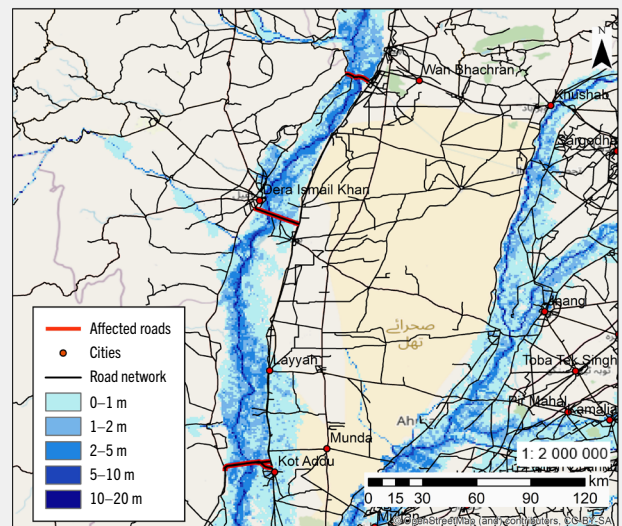 N
Wan Bhachran
Khushab
Sargodha
Dera Ismail Khan
Jhang
صحرائے
تھل
Layyah
Toba Tek Singh
Pir Mahal
Kamalia
Munda
Kot Addu
Affected roads
Cities
Road network
0–1 m
1–2 m
2–5 m
5–10 m
10–20 m
1: 2 000 000
km
0 15 30 60 90 120
OpenStreetMap (and) contributors, CC-BY-SA